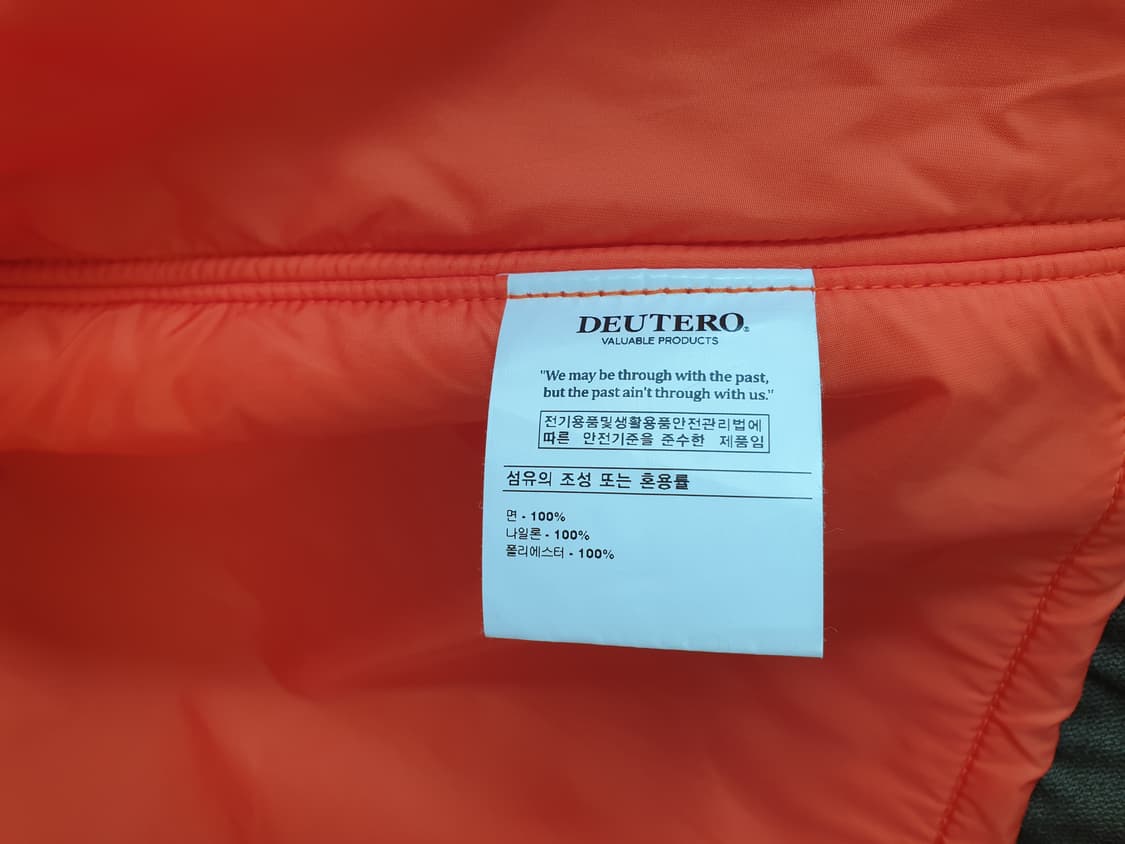 DEUTERO®
VALUABLE PRODUCTS
"We may be through with the past,
but the past ain't through with us."
전기용품및생활용품안전관리법에
따른 안전기준을 준수한 제품임
섬유의 조성 또는 혼용률
면 - 100%
나일론 - 100%
폴리에스터 - 100%